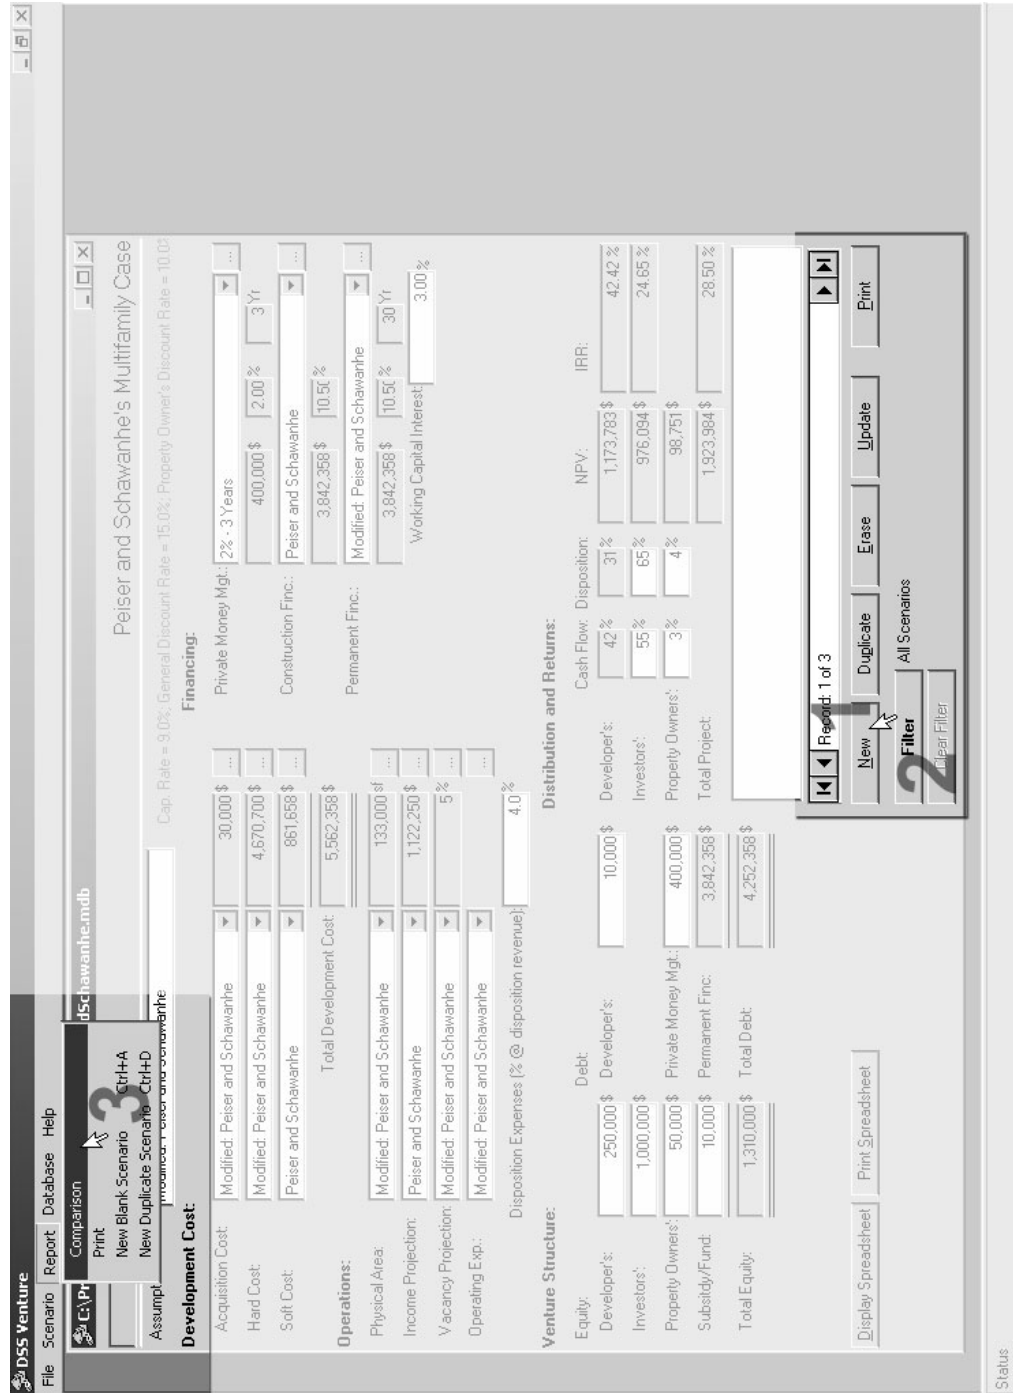 DSS Venture
File Scenario Report Database Help
Comparison
Print
New Blank Scenario Ctrl+A
New Duplicate Scenario Ctrl+D
3
C:\Pr
dSchawanhe.mdb
Peiser and Schawanhe's Multifamily Case
Assumpt
Modified: Peiser and Schawanhe
Cap. Rate = 9.0%; General Discount Rate = 15.0%; Property Owner's Discount Rate = 10.0%
Development Cost:
Acquisition Cost: Modified: Peiser and Schawanhe 30,000 $ ...
Hard Cost: Modified: Peiser and Schawanhe 4,670,700 $ ...
Soft Cost: Peiser and Schawanhe 861,658 $ ...
Total Development Cost: 5,562,358 $
Operations:
Physical Area: Modified: Peiser and Schawanhe 133,000 sf ...
Income Projection: Peiser and Schawanhe 1,122,250 $ ...
Vacancy Projection: Modified: Peiser and Schawanhe 5 % ...
Operating Exp.: Modified: Peiser and Schawanhe ...
Disposition Expenses (% @ disposition revenue): 4.0 %
Financing:
Private Money Mgt.: 2% - 3 Years ...
400,000 $ 2.00 % 3 Yr
Construction Finc.: Peiser and Schawanhe ...
3,842,358 $ 10.50 %
Permanent Finc.: Modified: Peiser and Schawanhe ...
3,842,358 $ 10.50 % 30 Yr
Working Capital Interest: 3.00 %
Venture Structure:
Equity:
Developer's: 250,000 $
Investors': 1,000,000 $
Property Owners': 50,000 $
Subsitdy/Fund: 10,000 $
Total Equity: 1,310,000 $
Debt:
Developer's: 10,000 $
Private Money Mgt.: 400,000 $
Permanent Finc: 3,842,358 $
Total Debt: 4,252,358 $
Distribution and Returns:
Cash Flow: Disposition: NPV: IRR:
Developer's: 42 % 31 % 1,173,783 $ 42.42 %
Investors': 55 % 65 % 976,094 $ 24.65 %
Property Owners': 3 % 4 % 98,751 $
Total Project: 1,923,984 $ 28.50 %
Display Spreadsheet Print Spreadsheet
Record: 1 of 3
1
New Duplicate Erase Update Print
Filter All Scenarios
2
Clear Filter
Status